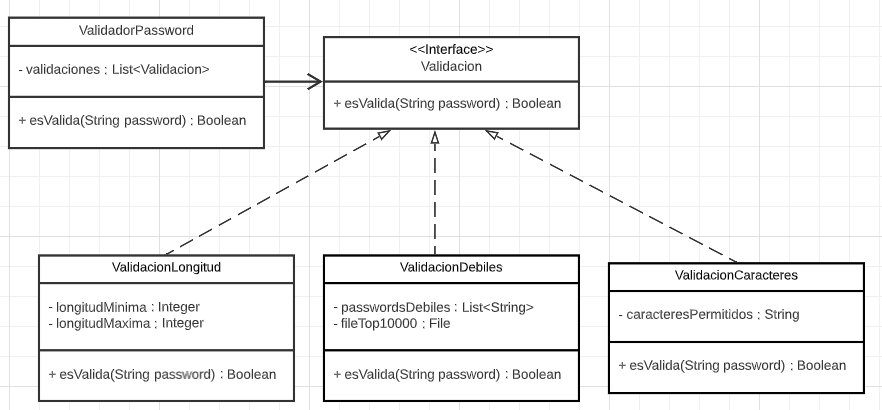 ValidadorPassword
- validaciones : List<Validacion>
+ esValida(String password) : Boolean
<<Interface>>
Validacion
+ esValida(String password) : Boolean
ValidacionLongitud
- longitudMinima : Integer
- longitudMaxima : Integer
+ esValida(String password) : Boolean
ValidacionDebiles
- passwordsDebiles : List<String>
- fileTop10000 : File
+ esValida(String password) : Boolean
ValidacionCaracteres
- caracteresPermitidos : String
+ esValida(String password) : Boolean